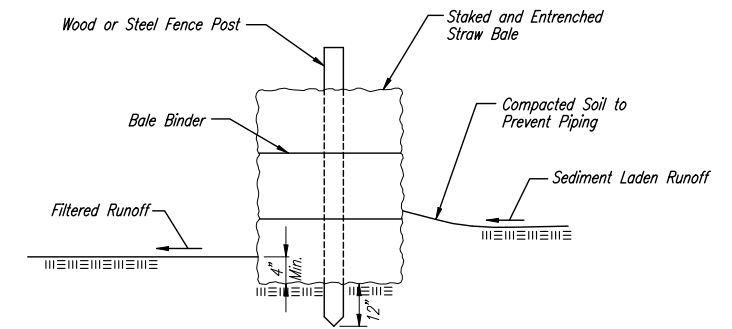 Wood or Steel Fence Post
Staked and Entrenched
Straw Bale
Bale Binder
Compacted Soil to
Prevent Piping
Sediment Laden Runoff
Filtered Runoff
4"
Min.
12"